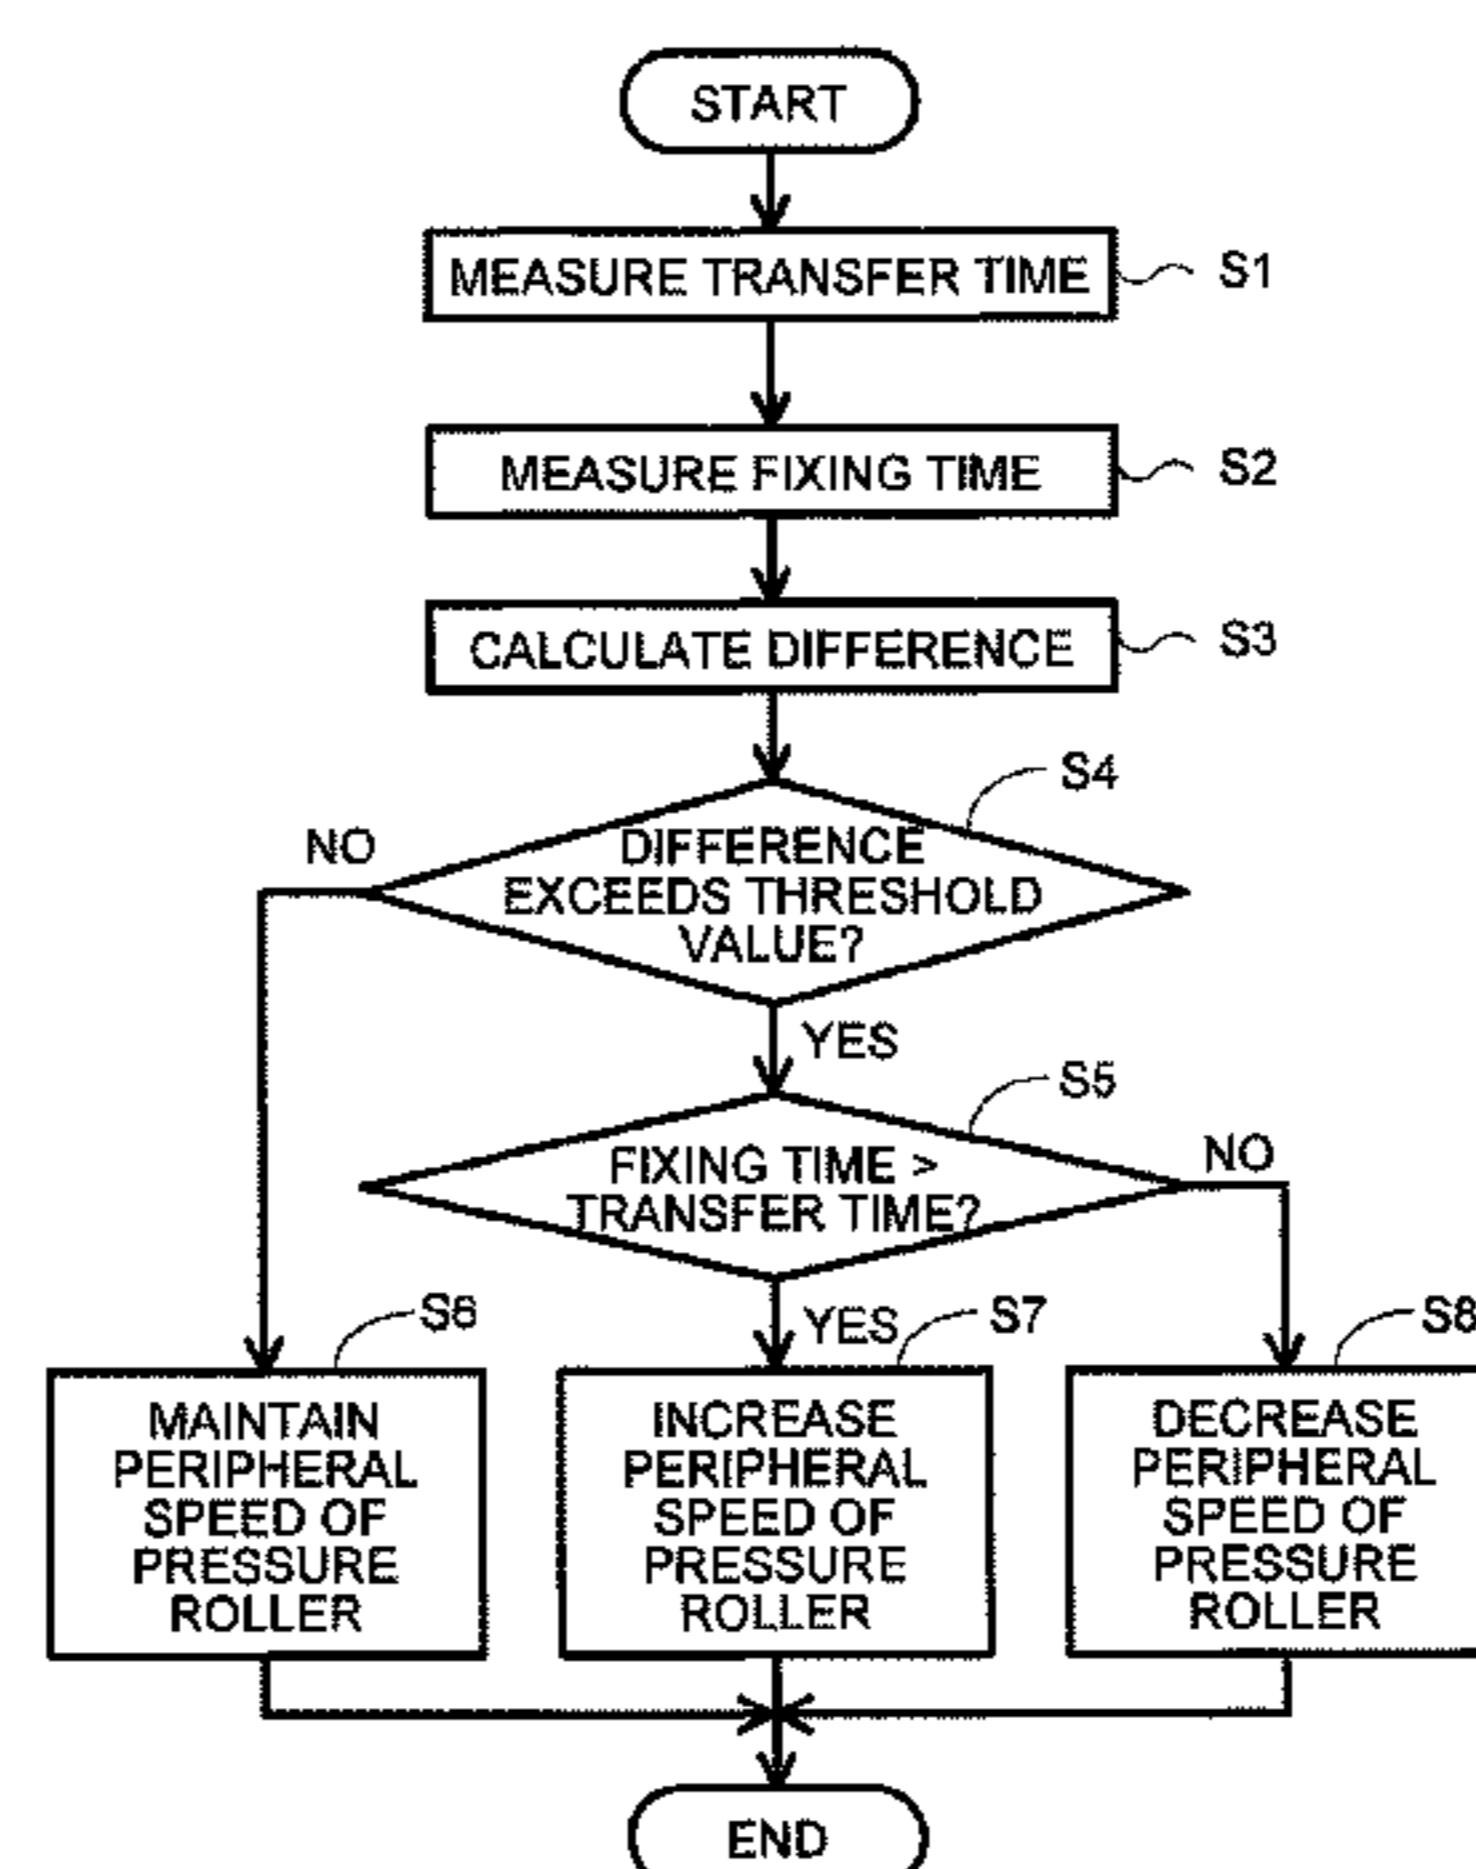 START
MEASURE TRANSFER TIME
S1
MEASURE FIXING TIME
S2
CALCULATE DIFFERENCE
S3
S4
NO
DIFFERENCE
EXCEEDS THRESHOLD
VALUE?
YES
S5
FIXING TIME >
TRANSFER TIME?
NO
YES
S6
MAINTAIN
PERIPHERAL
SPEED OF
PRESSURE
ROLLER
S7
INCREASE
PERIPHERAL
SPEED OF
PRESSURE
ROLLER
S8
DECREASE
PERIPHERAL
SPEED OF
PRESSURE
ROLLER
END